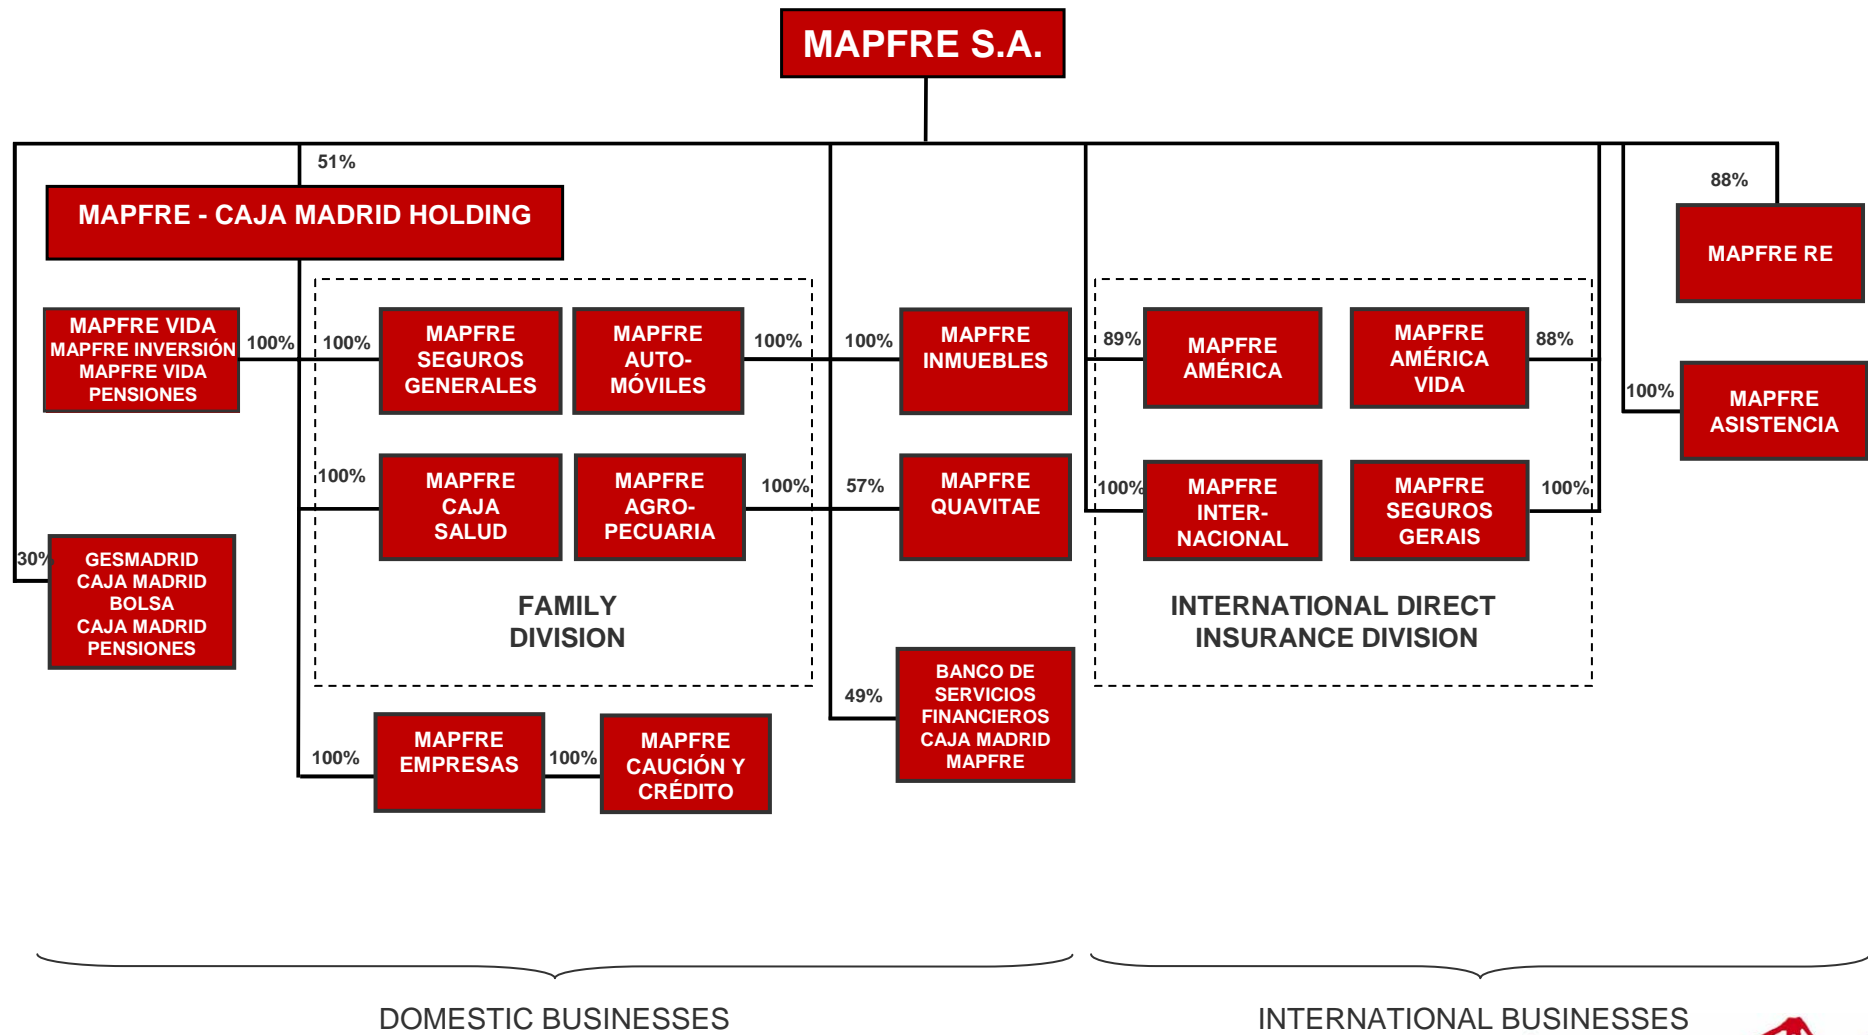 MAPFRE S.A.
51%
88%
MAPFRE - CAJA MADRID HOLDING
MAPFRE RE
MAPFRE VIDA
MAPFRE INVERSIÓN
MAPFRE VIDA
PENSIONES
100%
100%
MAPFRE
SEGUROS
GENERALES
MAPFRE
AUTO-
MÓVILES
100%
100%
MAPFRE
INMUEBLES
89%
MAPFRE
AMÉRICA
MAPFRE
AMÉRICA
VIDA
88%
100%
MAPFRE
ASISTENCIA
100%
MAPFRE
CAJA
SALUD
MAPFRE
AGRO-
PECUARIA
100%
57%
MAPFRE
QUAVITAE
100%
MAPFRE
INTER-
NACIONAL
MAPFRE
SEGUROS
GERAIS
100%
30%
GESMADRID
CAJA MADRID
BOLSA
CAJA MADRID
PENSIONES
FAMILY
DIVISION
INTERNATIONAL DIRECT
INSURANCE DIVISION
49%
BANCO DE
SERVICIOS
FINANCIEROS
CAJA MADRID
MAPFRE
100%
MAPFRE
EMPRESAS
100%
MAPFRE
CAUCIÓN Y
CRÉDITO
DOMESTIC BUSINESSES
INTERNATIONAL BUSINESSES